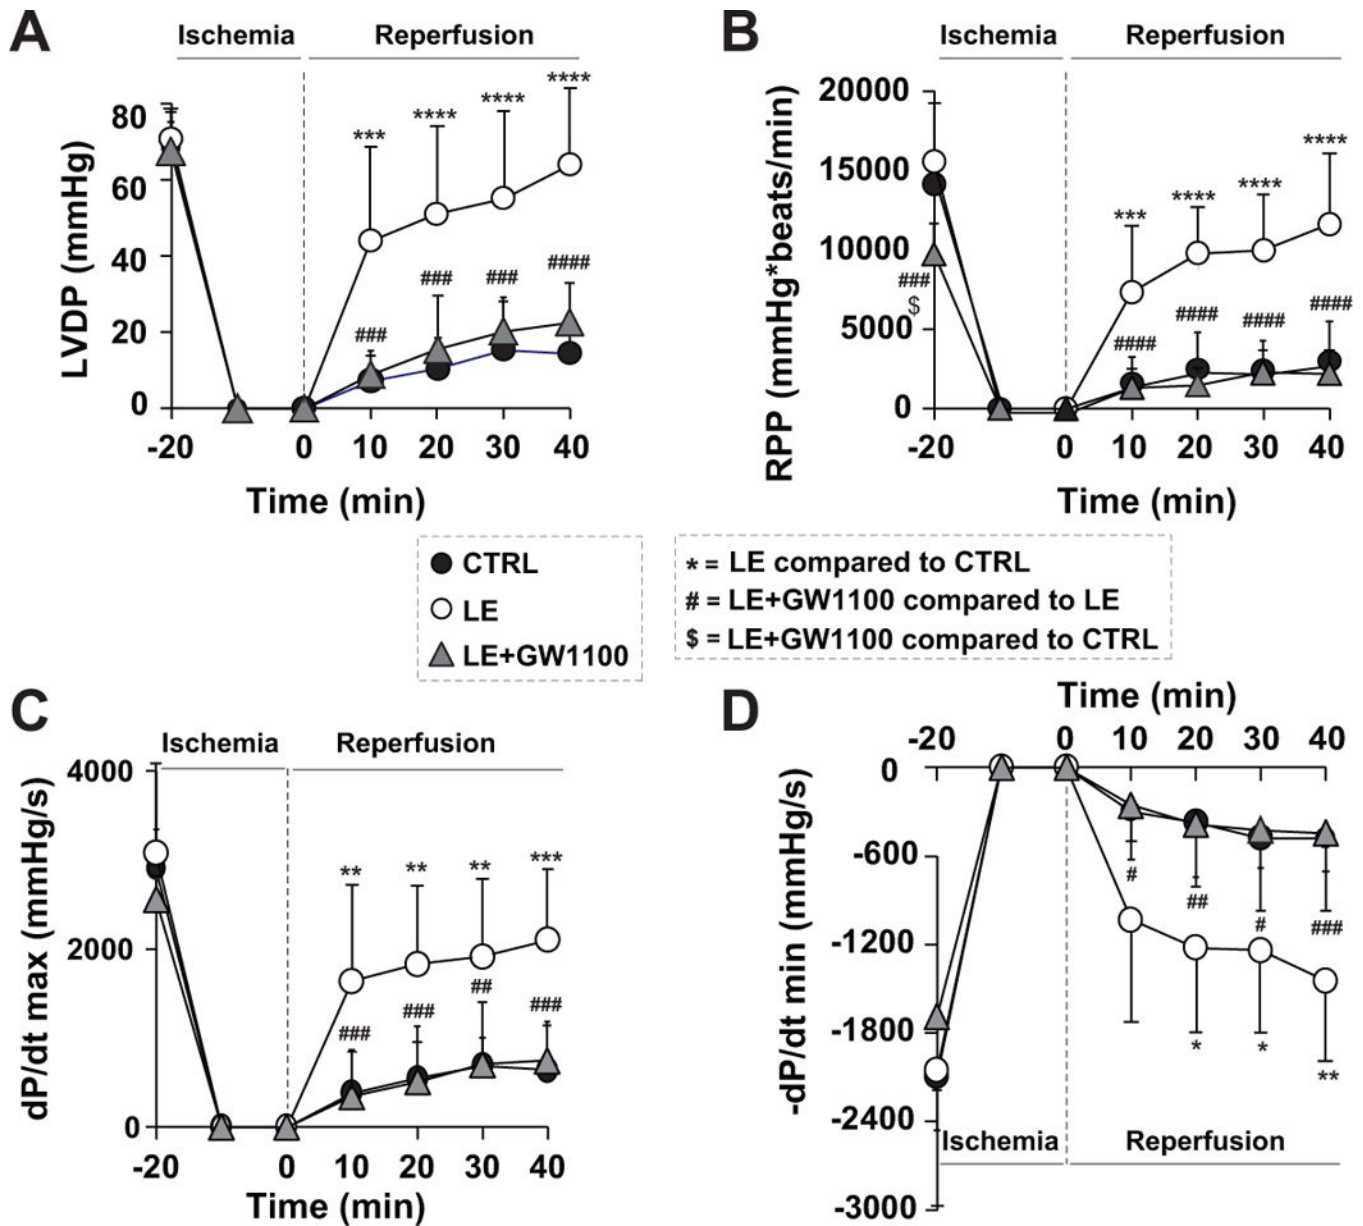 A
Ischemia
Reperfusion
LVDP (mmHg)
80
60
40
20
0
***
****
****
****
###
###
###
####
-20
0
10
20
30
40
Time (min)
B
Ischemia
Reperfusion
RPP (mmHg*beats/min)
20000
15000
10000
5000
0
###
$
***
****
****
****
####
####
####
####
-20
0
10
20
30
40
Time (min)
CTRL
LE
LE+GW1100
* = LE compared to CTRL
# = LE+GW1100 compared to LE
$ = LE+GW1100 compared to CTRL
C
Ischemia
Reperfusion
dP/dt max (mmHg/s)
4000
2000
0
**
**
**
***
###
###
##
###
-20
0
10
20
30
40
Time (min)
D
Time (min)
-20
0
10
20
30
40
-dP/dt min (mmHg/s)
0
-600
-1200
-1800
-2400
-3000
#
##
#
###
*
*
**
Ischemia
Reperfusion